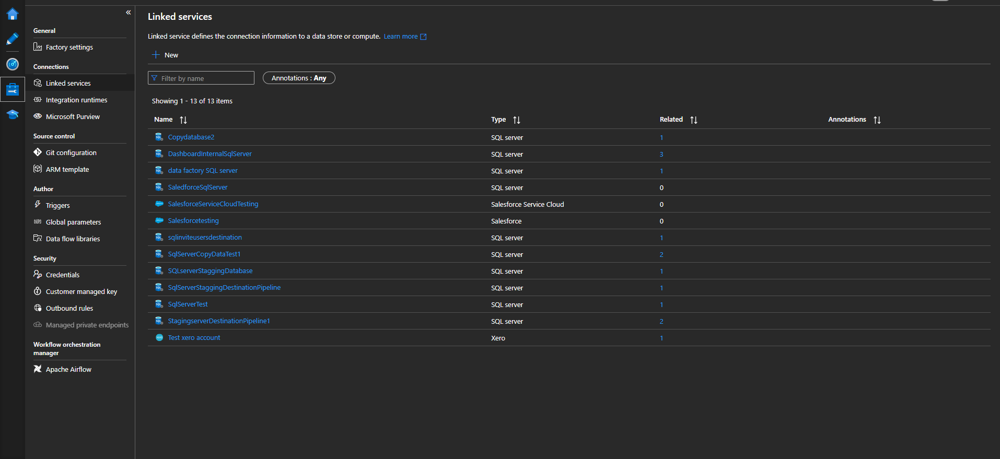 General
Factory settings
Connections
Linked services
Integration runtimes
Microsoft Purview
Source control
Git configuration
ARM template
Author
Triggers
Global parameters
Data flow libraries
Security
Credentials
Customer managed key
Outbound rules
Managed private endpoints
Workflow orchestration
manager
Apache Airflow
Linked services
Linked service defines the connection information to a data store or compute. Learn more
New
Filter by name
Annotations : Any
Showing 1 - 13 of 13 items
Name Type Related Annotations
Copydatabase2 SQL server 1
DashboardInternalSqlServer SQL server 3
data factory SQL server SQL server 1
SaledforceSqlServer SQL server 0
SalesforceServiceCloudTesting Salesforce Service Cloud 0
Salesforcetesting Salesforce 0
sqlinviteusersdestination SQL server 1
SqlServerCopyDataTest1 SQL server 2
SQLserverStaggingDatabase SQL server 1
SqlServerStaggingDestinationPipeline SQL server 1
SqlServerTest SQL server 1
StagingserverDestinationPipeline1 SQL server 2
Test xero account Xero 1